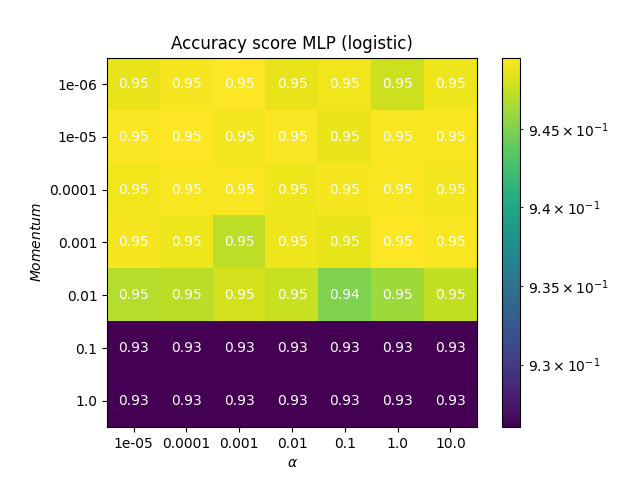 Accuracy score MLP (logistic)
Momentum
1e-06 0.95 0.95 0.95 0.95 0.95 0.95 0.95
1e-05 0.95 0.95 0.95 0.95 0.95 0.95 0.95
0.0001 0.95 0.95 0.95 0.95 0.95 0.95 0.95
0.001 0.95 0.95 0.95 0.95 0.95 0.95 0.95
0.01 0.95 0.95 0.95 0.95 0.94 0.95 0.95
0.1 0.93 0.93 0.93 0.93 0.93 0.93 0.93
1.0 0.93 0.93 0.93 0.93 0.93 0.93 0.93
1e-05 0.0001 0.001 0.01 0.1 1.0 10.0
α
9.45 × 10⁻¹
9.4 × 10⁻¹
9.35 × 10⁻¹
9.3 × 10⁻¹